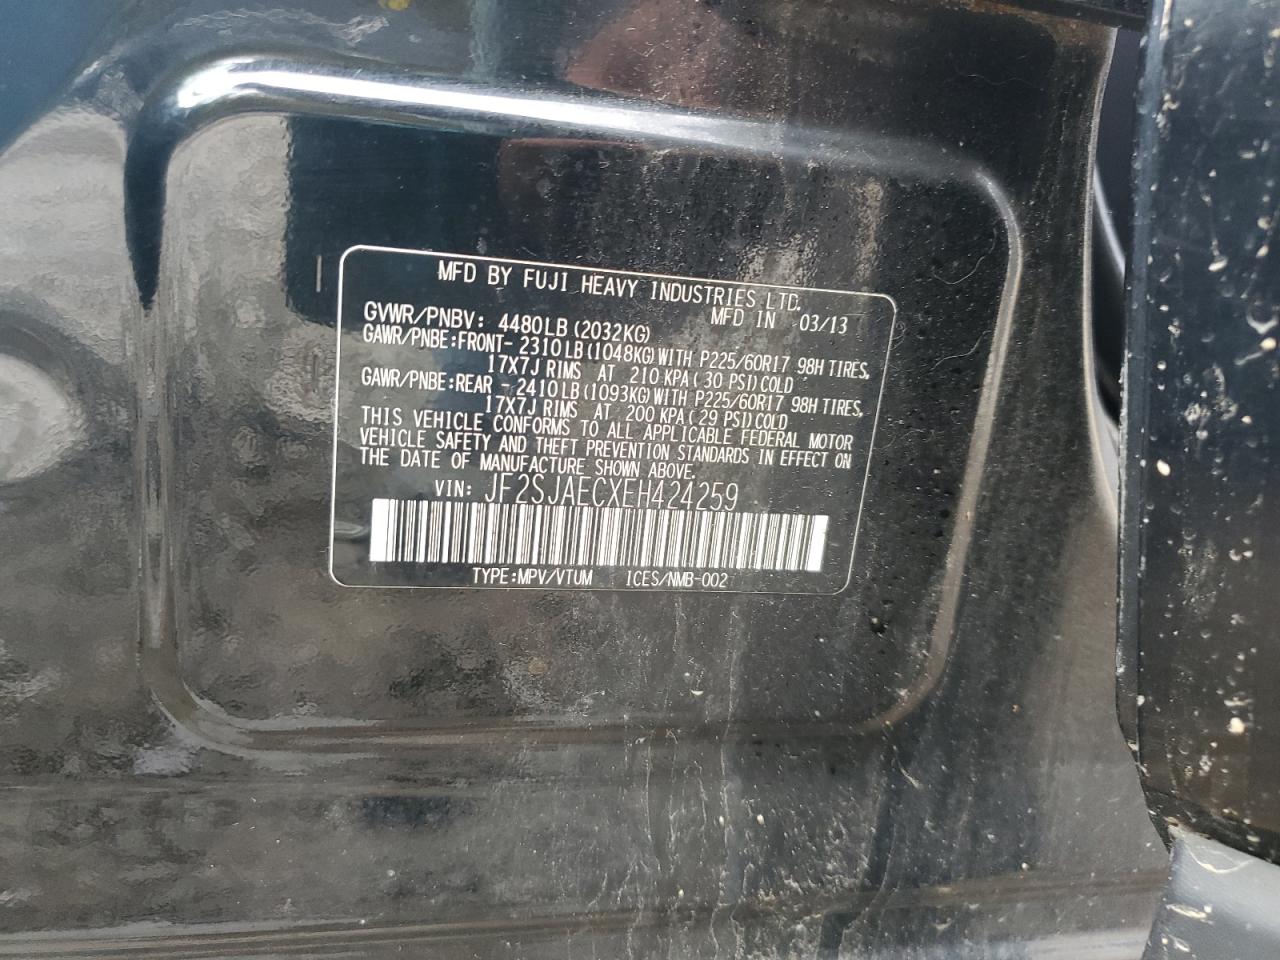 MFD BY FUJI HEAVY INDUSTRIES LTD.
MFD IN 03/13
GVWR/PNBV: 4480LB (2032KG)
GAWR/PNBE:FRONT- 2310LB(1048KG)WITH P225/60R17 98H TIRES,
17X7J RIMS AT 210 KPA(30 PSI)COLD
GAWR/PNBE:REAR - 2410LB(1093KG)WITH P225/60R17 98H TIRES,
17X7J RIMS AT 200 KPA(29 PSI)COLD
THIS VEHICLE CONFORMS TO ALL APPLICABLE FEDERAL MOTOR
VEHICLE SAFETY AND THEFT PREVENTION STANDARDS IN EFFECT ON
THE DATE OF MANUFACTURE SHOWN ABOVE.
VIN: JF2SJAECXEH424259
TYPE:MPV/VTUM ICES/NMB-002